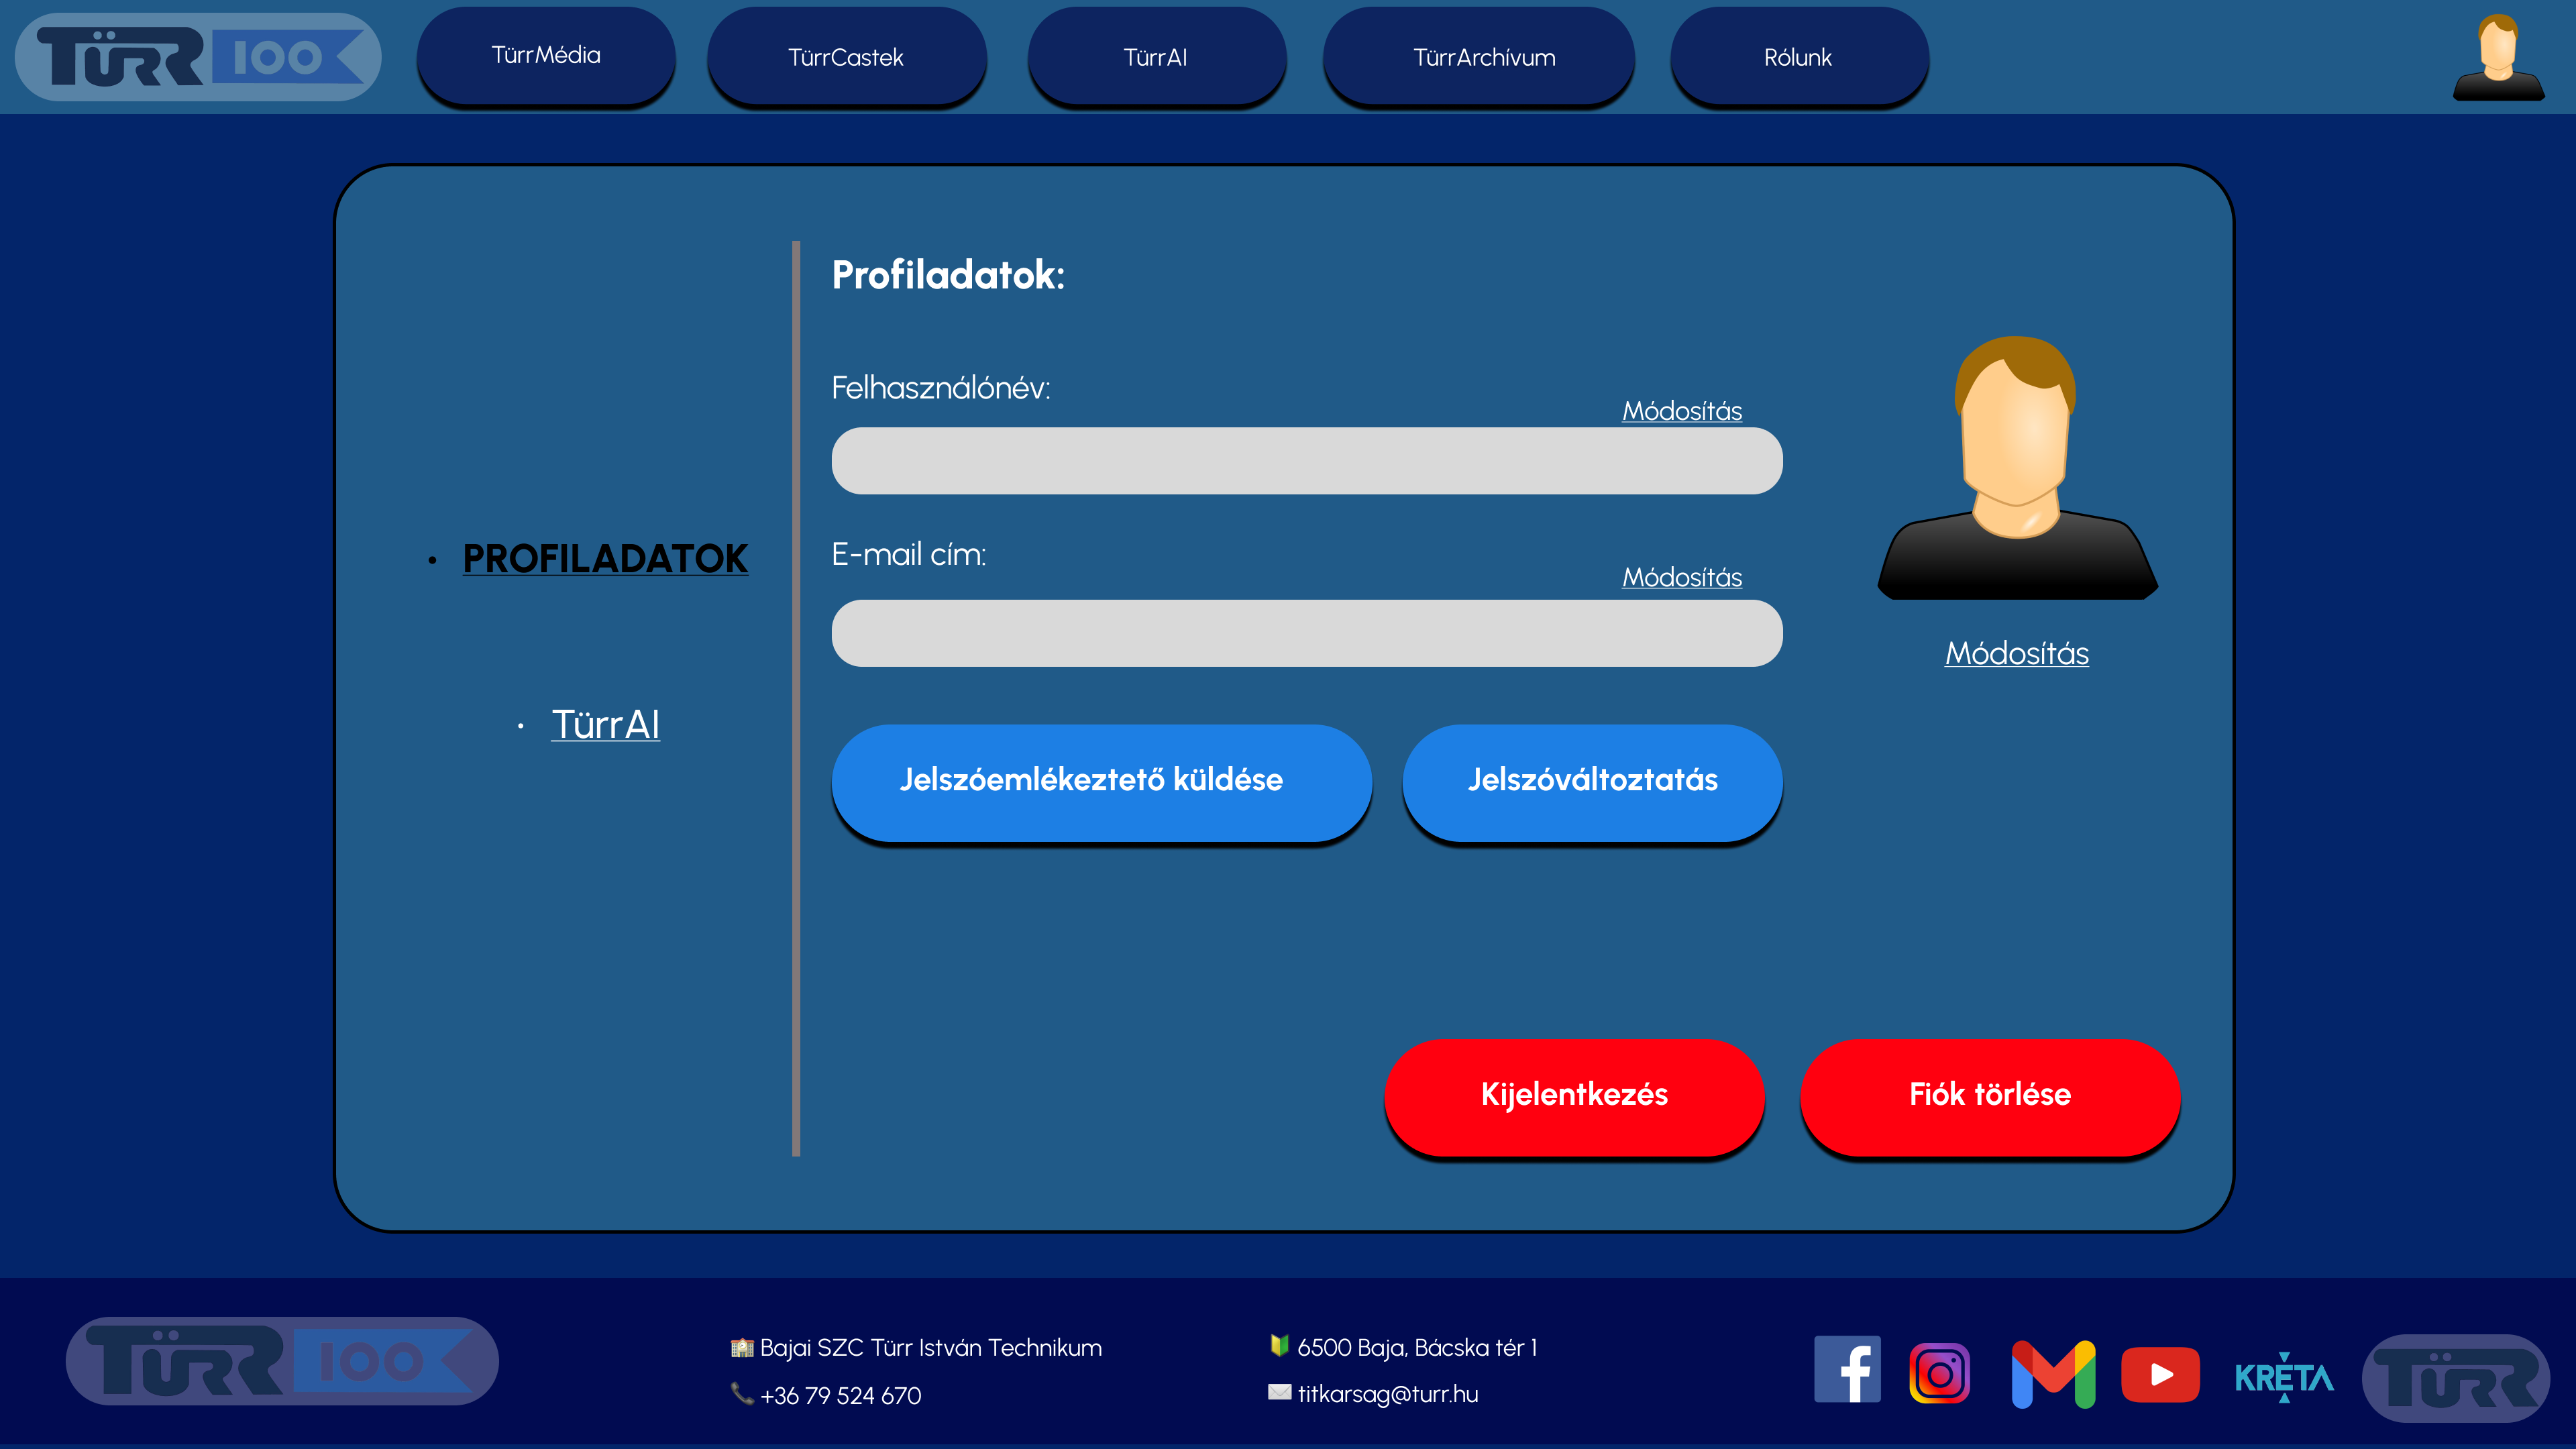 TÜRR 100
TürrMédia
TürrCastek
TürrAI
TürrArchívum
Rólunk
Profiladatok:
Felhasználónév:
Módosítás
E-mail cím:
Módosítás
Módosítás
• PROFILADATOK
• TürrAI
Jelszóemlékeztető küldése
Jelszóváltoztatás
Kijelentkezés
Fiók törlése
TÜRR 100
Bajai SZC Türr István Technikum
+36 79 524 670
6500 Baja, Bácska tér 1
titkarsag@turr.hu
f
KRÉTA
TÜRR